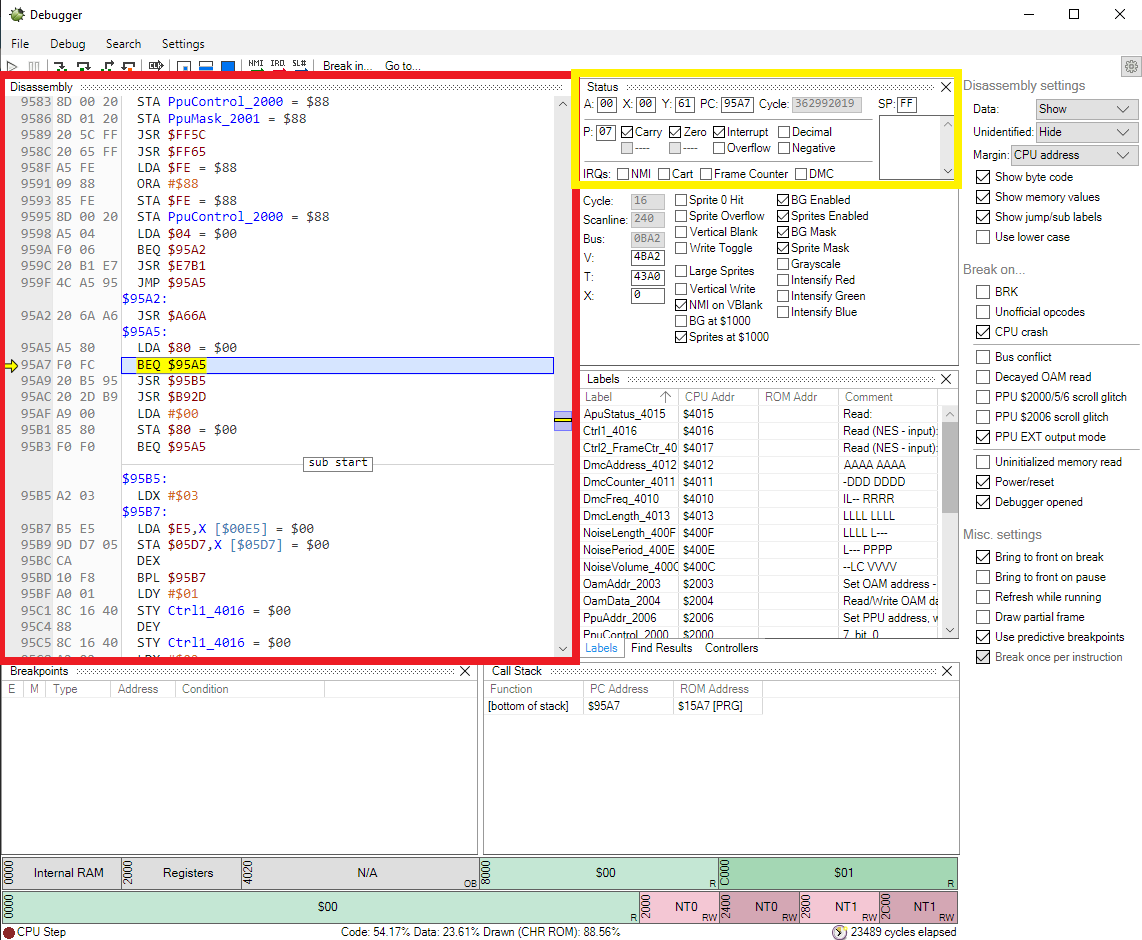 Debugger
File Debug Search Settings
NMI IRQ SL# Break in... Go to...
Disassembly
9583 8D 00 20 STA PpuControl_2000 = $88
9586 8D 01 20 STA PpuMask_2001 = $88
9589 20 5C FF JSR $FF5C
958C 20 65 FF JSR $FF65
958F A5 FE LDA $FE = $88
9591 09 88 ORA #$88
9593 85 FE STA $FE = $88
9595 8D 00 20 STA PpuControl_2000 = $88
9598 A5 04 LDA $04 = $00
959A F0 06 BEQ $95A2
959C 20 B1 E7 JSR $E7B1
959F 4C A5 95 JMP $95A5
$95A2:
95A2 20 6A A6 JSR $A66A
$95A5:
95A5 A5 80 LDA $80 = $00
95A7 F0 FC BEQ $95A5
95A9 20 B5 95 JSR $95B5
95AC 20 2D B9 JSR $B92D
95AF A9 00 LDA #$00
95B1 85 80 STA $80 = $00
95B3 F0 F0 BEQ $95A5
sub start
$95B5:
95B5 A2 03 LDX #$03
$95B7:
95B7 B5 E5 LDA $E5,X [$00E5] = $00
95B9 9D D7 05 STA $05D7,X [$05D7] = $00
95BC CA DEX
95BD 10 F8 BPL $95B7
95BF A0 01 LDY #$01
95C1 8C 16 40 STY Ctrl1_4016 = $00
95C4 88 DEY
95C5 8C 16 40 STY Ctrl1_4016 = $00
Status
A: 00 X: 00 Y: 61 PC: 95A7 Cycle: 362992019 SP: FF
P: 07 Carry Zero Interrupt Decimal
---- ---- Overflow Negative
IRQs: NMI Cart Frame Counter DMC
Cycle: 16 Sprite 0 Hit BG Enabled
Scanline: 240 Sprite Overflow Sprites Enabled
Bus: 0BA2 Vertical Blank BG Mask
V: 4BA2 Write Toggle Sprite Mask
T: 43A0 Large Sprites Grayscale
X: 0 Vertical Write Intensify Red
NMI on VBlank Intensify Green
BG at $1000 Intensify Blue
Sprites at $1000
Labels
Label CPU Addr ROM Addr Comment
ApuStatus_4015 $4015 Read:
Ctrl1_4016 $4016 Read (NES - input):
Ctrl2_FrameCtr_40 $4017 Read (NES - input):
DmcAddress_4012 $4012 AAAA AAAA
DmcCounter_4011 $4011 -DDD DDDD
DmcFreq_4010 $4010 IL-- RRRR
DmcLength_4013 $4013 LLLL LLLL
NoiseLength_400F $400F LLLL L---
NoisePeriod_400E $400E L--- PPPP
NoiseVolume_400C $400C --LC VVVV
OamAddr_2003 $2003 Set OAM address -
OamData_2004 $2004 Read/Write OAM da
PpuAddr_2006 $2006 Set PPU address, w
PpuControl_2000 $2000 7 bit 0
Labels Find Results Controllers
Disassembly settings
Data: Show
Unidentified: Hide
Margin: CPU address
Show byte code
Show memory values
Show jump/sub labels
Use lower case
Break on...
BRK
Unofficial opcodes
CPU crash
Bus conflict
Decayed OAM read
PPU $2000/5/6 scroll glitch
PPU $2006 scroll glitch
PPU EXT output mode
Uninitialized memory read
Power/reset
Debugger opened
Misc. settings
Bring to front on break
Bring to front on pause
Refresh while running
Draw partial frame
Use predictive breakpoints
Break once per instruction
Breakpoints
E M Type Address Condition
Call Stack
Function PC Address ROM Address
[bottom of stack] $95A7 $15A7 [PRG]
0000 Internal RAM 2000 Registers 4020 N/A OB 8000 $00 R C000 $01 R
0000 $00 R 2000 NT0 RW 2400 NT0 RW 2800 NT1 RW 2C00 NT1 RW
CPU Step Code: 54.17% Data: 23.61% Drawn (CHR ROM): 88.56% 23489 cycles elapsed